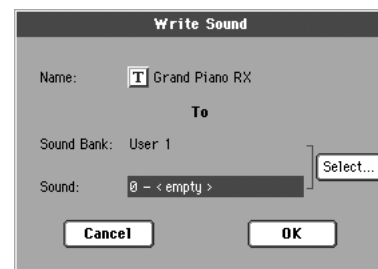 Write Sound
Name: T Grand Piano RX
To
Sound Bank: User 1
Select...
Sound: 0 - < empty >
Cancel OK